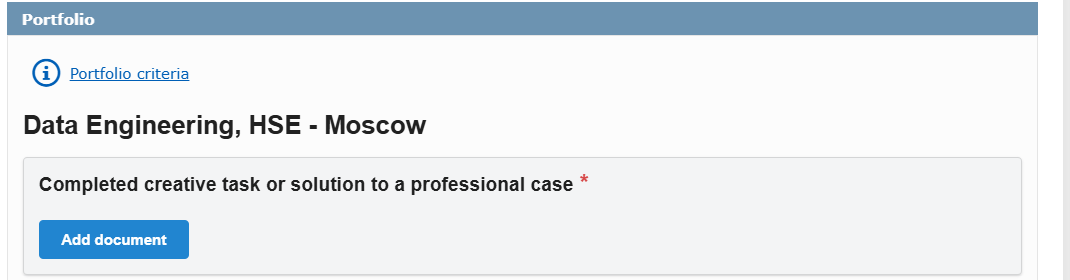 Portfolio
Portfolio criteria
Data Engineering, HSE - Moscow
Completed creative task or solution to a professional case *
Add document